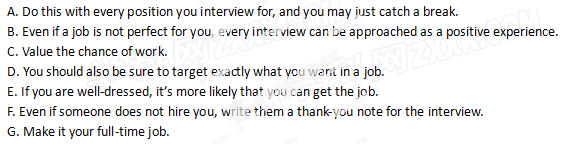 A. Do this with every position you interview for, and you may just catch a break.
B. Even if a job is not perfect for you, every interview can be approached as a positive experience.
C. Value the chance of work.
D. You should also be sure to target exactly what you want in a job.
E. If you are well-dressed, it's more likely that you can get the job.
F. Even if someone does not hire you, write them a thank-you note for the interview.
G. Make it your full-time job.